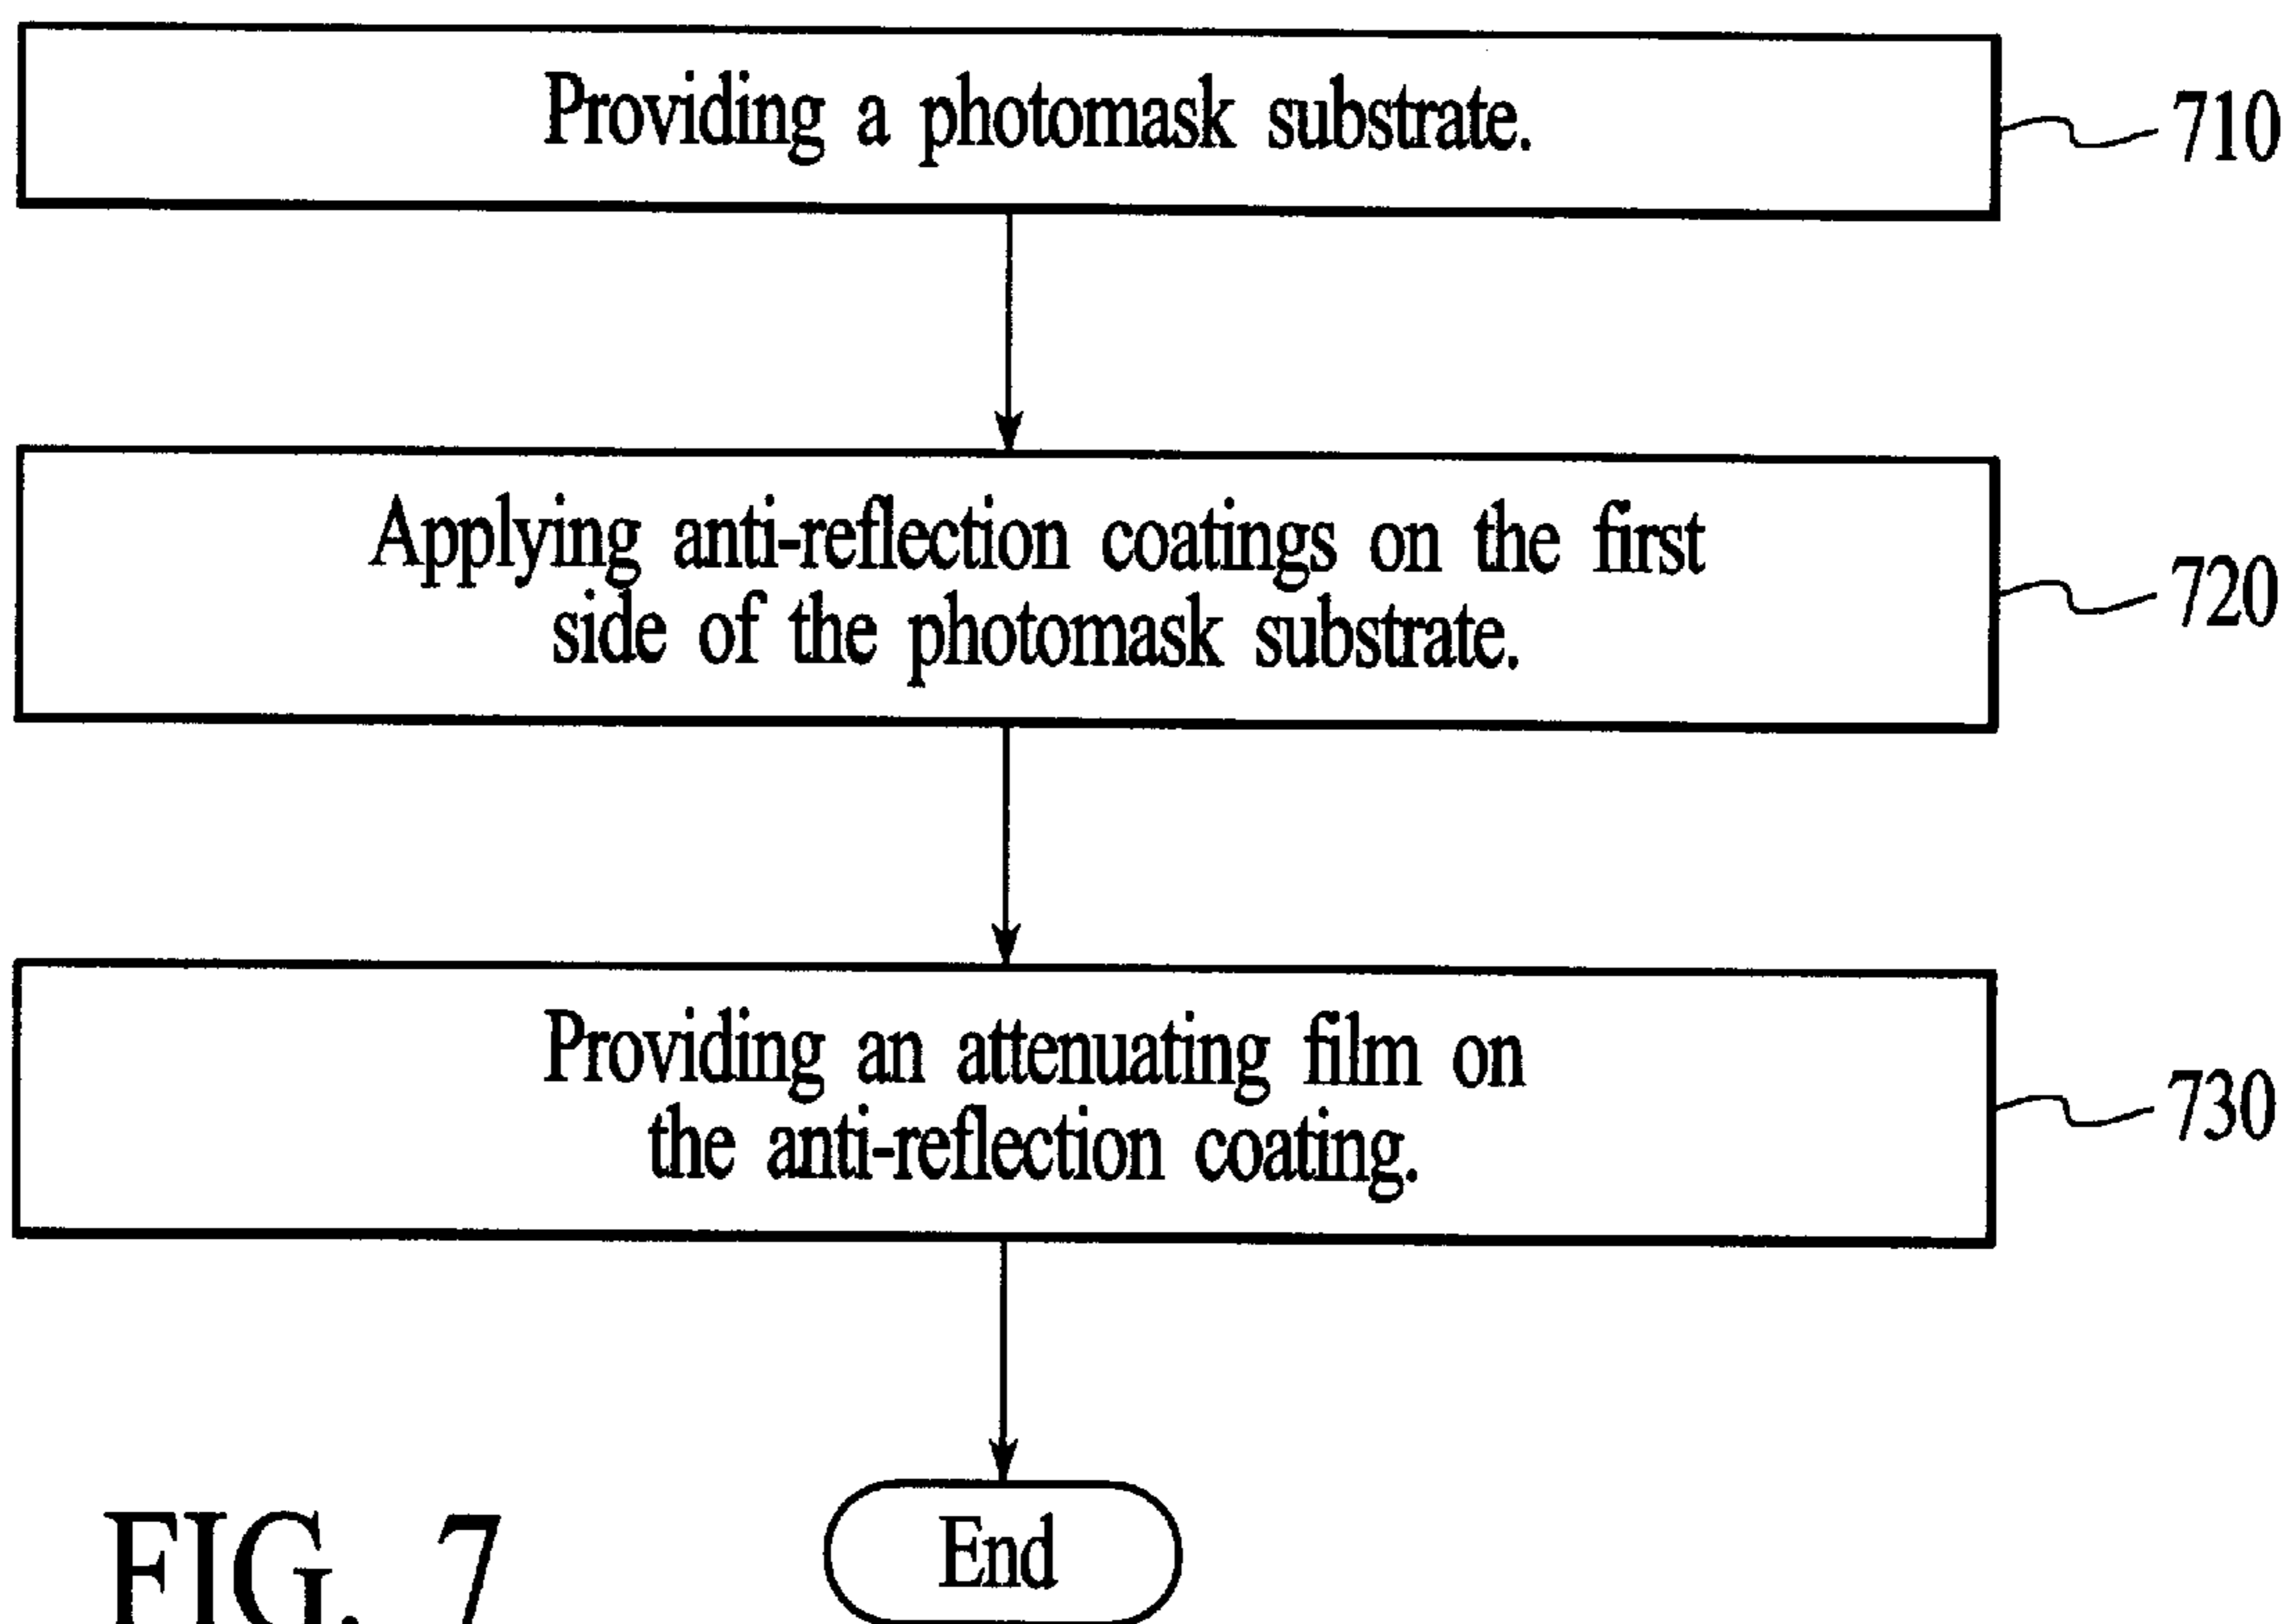 Providing a photomask substrate.
710
Applying anti-reflection coatings on the first
side of the photomask substrate.
720
Providing an attenuating film on
the anti-reflection coating.
730
End
FIG. 7